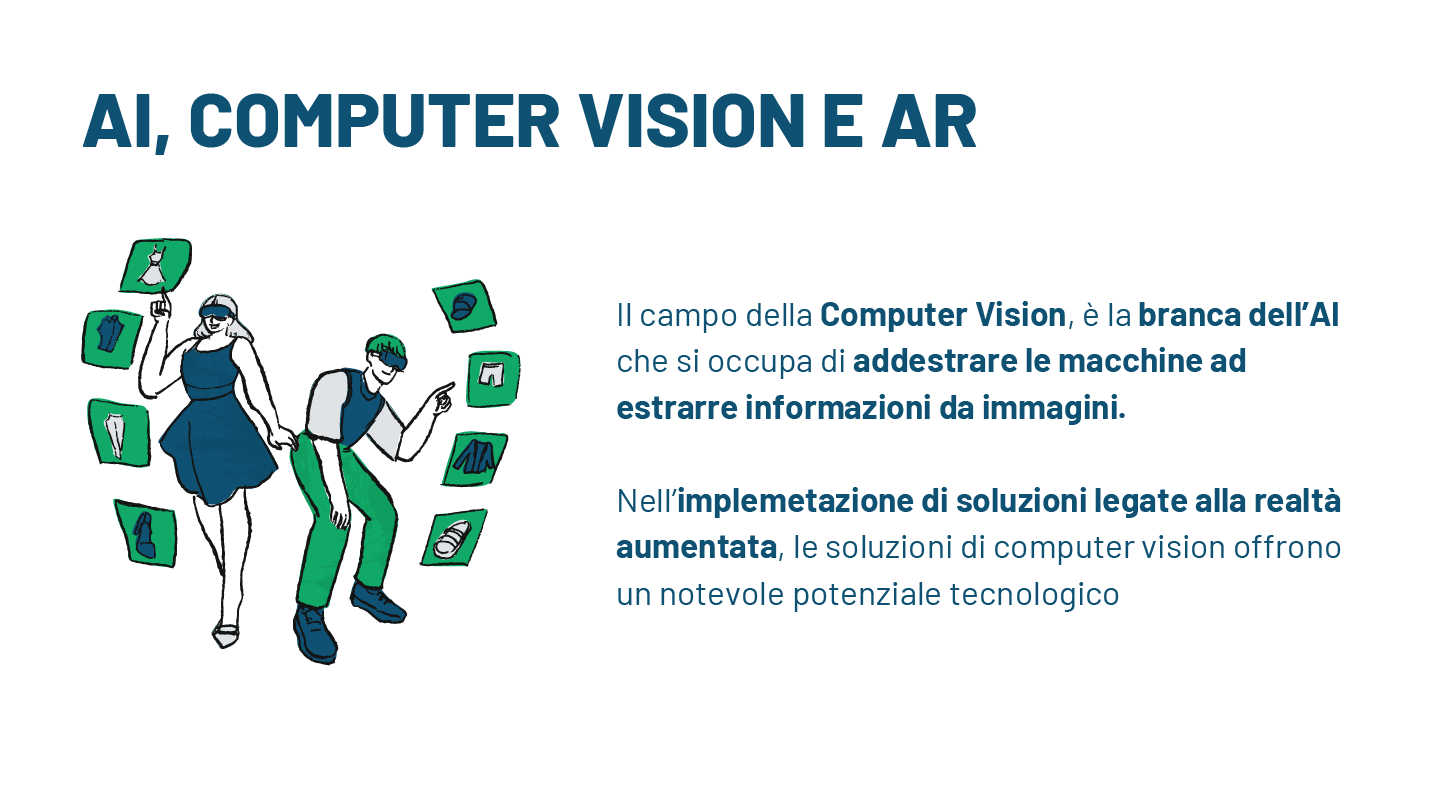 AI, COMPUTER VISION E AR
Il campo della Computer Vision, è la branca dell’AI
che si occupa di addestrare le macchine ad
estrarre informazioni da immagini.
Nell’implemetazione di soluzioni legate alla realtà
aumentata, le soluzioni di computer vision offrono
un notevole potenziale tecnologico